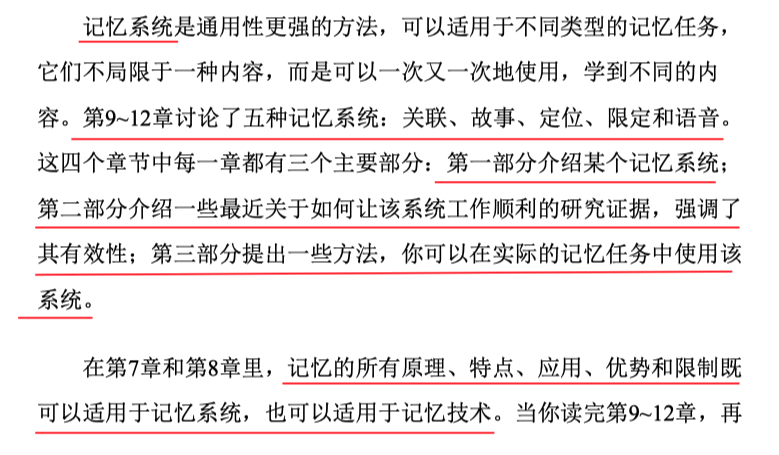 记忆系统是通用性更强的方法，可以适用于不同类型的记忆任务，
它们不局限于一种内容，而是可以一次又一次地使用，学到不同的内
容。第9~12章讨论了五种记忆系统：关联、故事、定位、限定和语音。
这四个章节中每一章都有三个主要部分：第一部分介绍某个记忆系统；
第二部分介绍一些最近关于如何让该系统工作顺利的研究证据，强调了
其有效性；第三部分提出一些方法，你可以在实际的记忆任务中使用该
系统。
在第7章和第8章里，记忆的所有原理、特点、应用、优势和限制既
可以适用于记忆系统，也可以适用于记忆技术。当你读完第9~12章，再